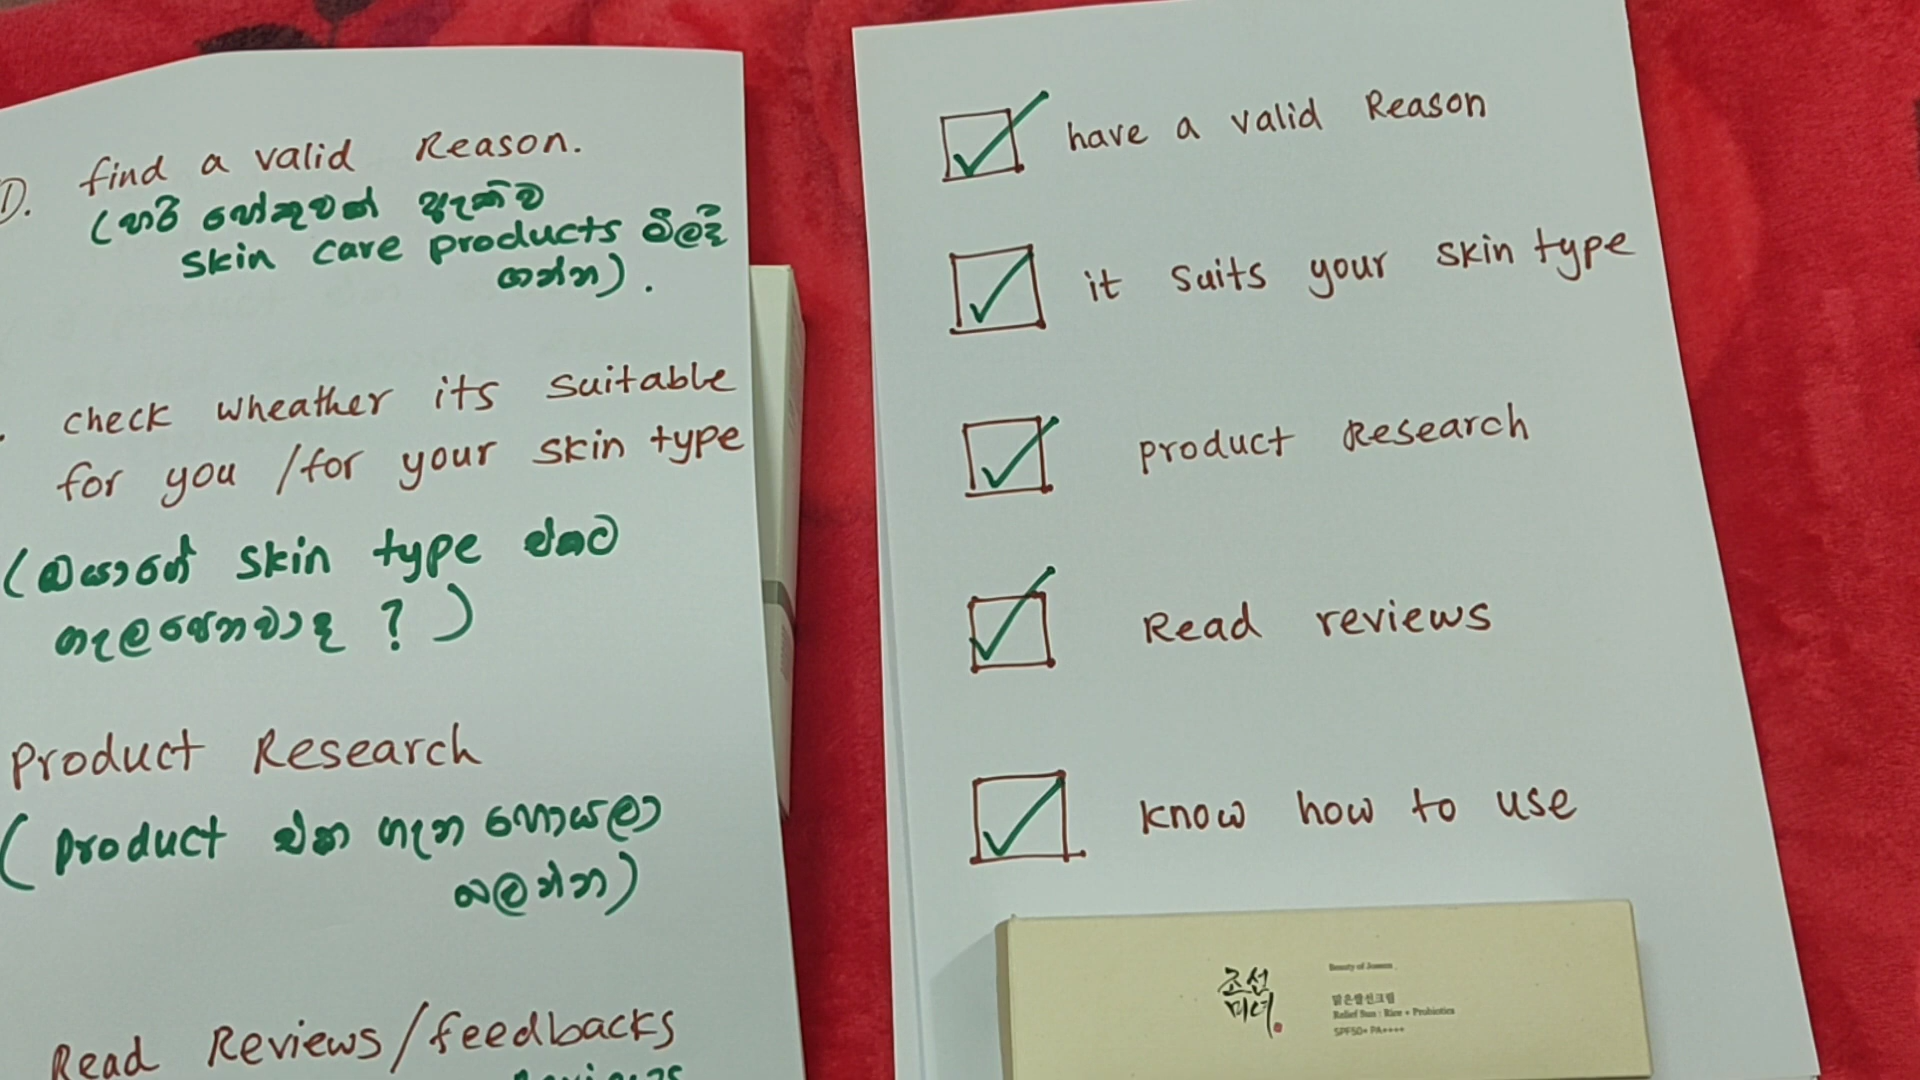 ①. find a valid Reason.
(හරි හේතුවක් ඇතිව
skin care products මිලදී
ගන්න).
check wheather its suitable
for you /for your skin type
(ඔයාගේ skin type එකට
ගැලපෙනවාද ?)
Product Research
(product එක ගැන හොයලා
බලන්න)
Read Reviews/feedbacks
have a valid Reason
it suits your skin type
product Research
Read reviews
know how to use
조선
미녀
Beauty of Joseon
맑은쌀선크림
Relief Sun : Rice + Probiotics
SPF50+ PA++++